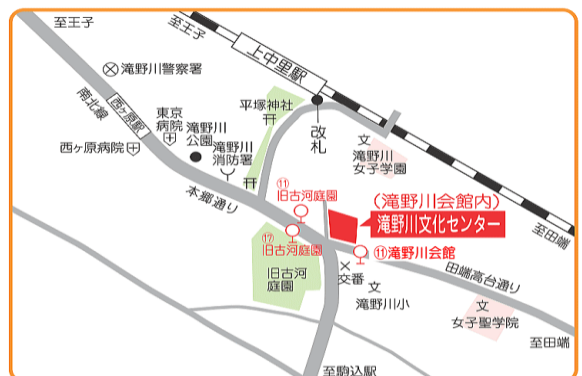 至王子
至王子
上中里駅
滝野川警察署
南北線
西ヶ原駅
平塚神社
改札
東京
病院
滝野川
公園
滝野川
消防署
西ヶ原病院
文
滝野川
女子学園
本郷通り
⑪
旧古河庭園
(滝野川会館内)
滝野川文化センター
至田端
⑰
旧古河庭園
⑪滝野川会館
旧古河
庭園
交番
文
滝野川小
田端高台通り
文
女子聖学院
至田端
至駒込駅